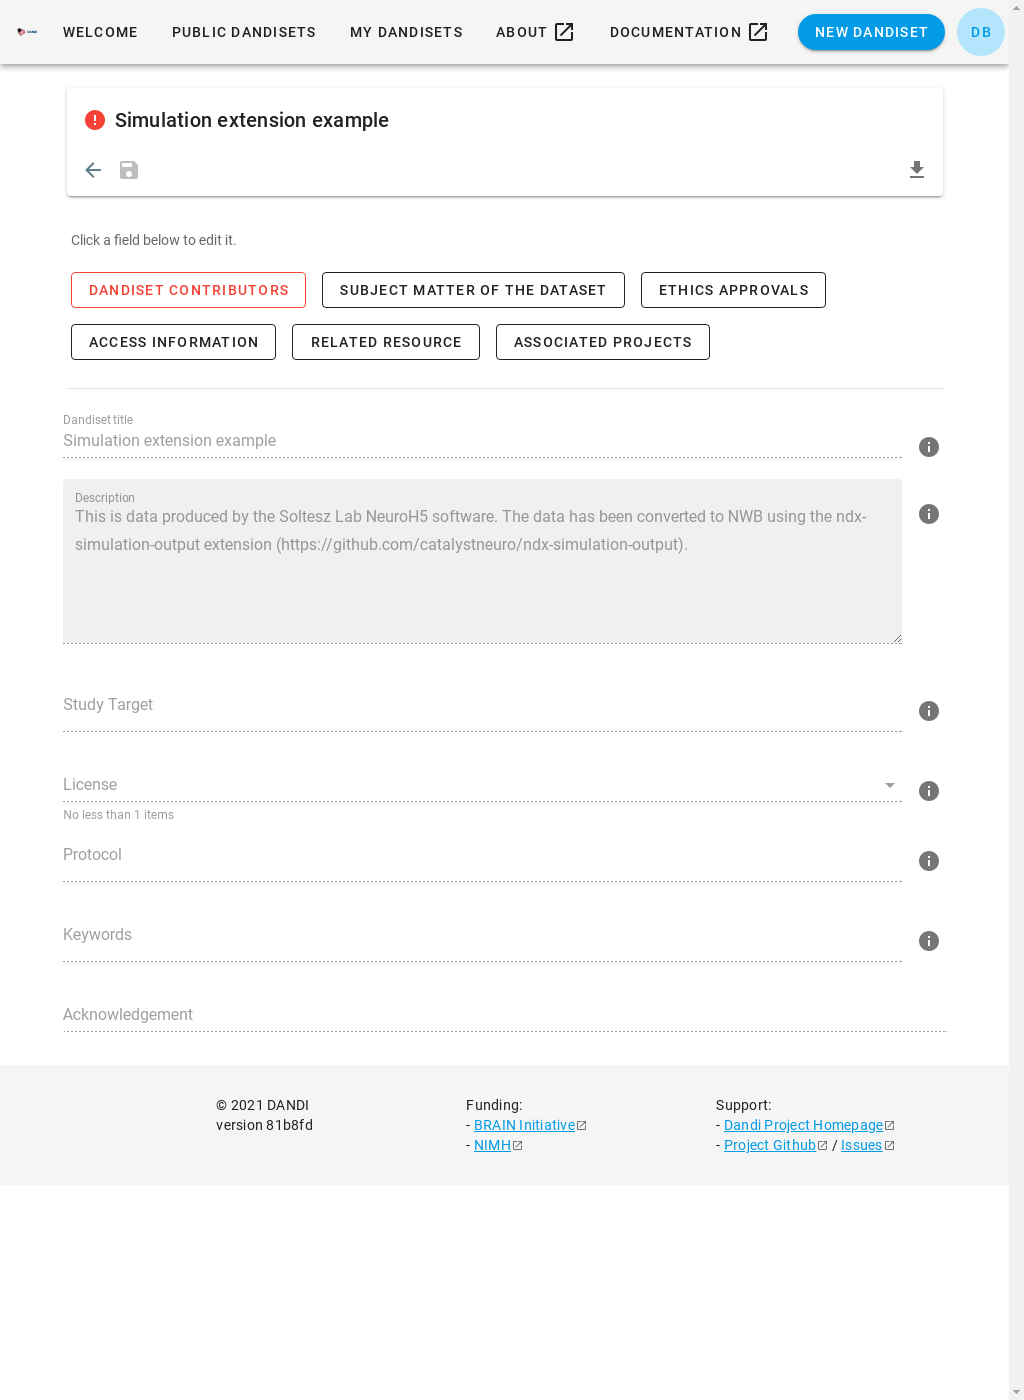 DANDI
WELCOME
PUBLIC DANDISETS
MY DANDISETS
ABOUT
DOCUMENTATION
NEW DANDISET
DB
Simulation extension example
Click a field below to edit it.
DANDISET CONTRIBUTORS
SUBJECT MATTER OF THE DATASET
ETHICS APPROVALS
ACCESS INFORMATION
RELATED RESOURCE
ASSOCIATED PROJECTS
Dandiset title
Simulation extension example
Description
This is data produced by the Soltesz Lab NeuroH5 software. The data has been converted to NWB using the ndx-
simulation-output extension (https://github.com/catalystneuro/ndx-simulation-output).
Study Target
License
No less than 1 items
Protocol
Keywords
Acknowledgement
© 2021 DANDI
version 81b8fd
Funding:
- BRAIN Initiative
- NIMH
Support:
- Dandi Project Homepage
- Project Github / Issues